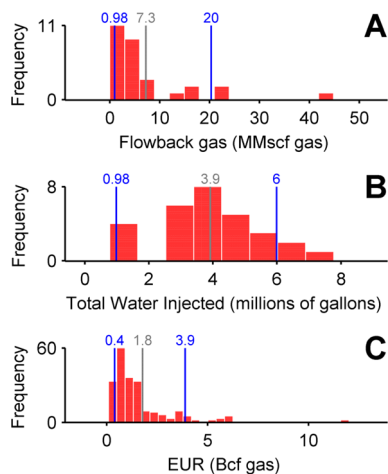 0.98 7.3 20 A
11
Frequency
0
0 10 20 30 40 50
Flowback gas (MMscf gas)
0.98 3.9 6 B
8
Frequency
0
0 2 4 6 8
Total Water Injected (millions of gallons)
0.4 1.8 3.9 C
60
Frequency
0
0 5 10
EUR (Bcf gas)